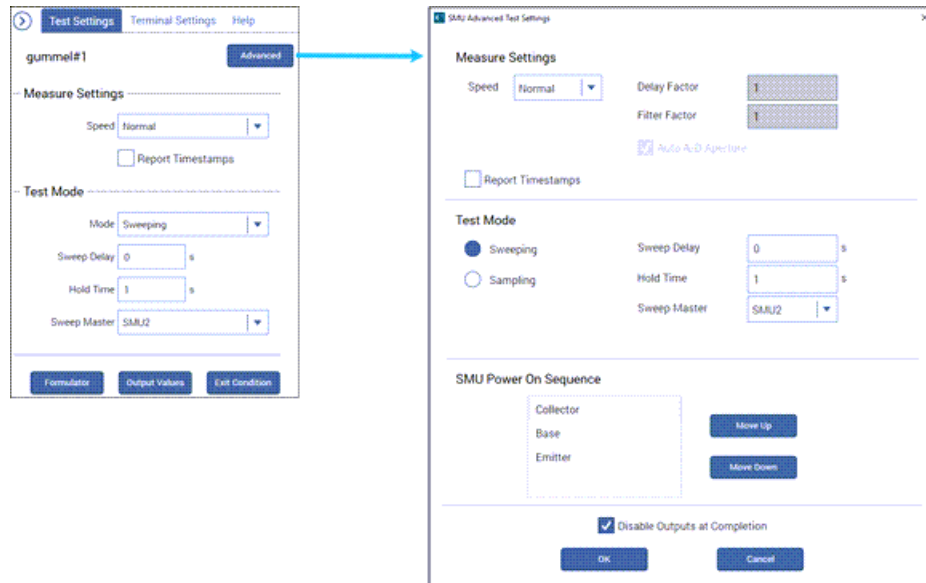 Test Settings Terminal Settings Help
gummel#1
Advanced
Measure Settings
Speed Normal
Report Timestamps
Test Mode
Mode Sweeping
Sweep Delay 0 s
Hold Time 1 s
Sweep Master SMU2
Formulator Output Values Exit Condition
SMU Advanced Test Settings
Measure Settings
Speed Normal
Delay Factor 1
Filter Factor 1
Auto A/D Aperture
Report Timestamps
Test Mode
Sweeping
Sampling
Sweep Delay 0 s
Hold Time 1 s
Sweep Master SMU2
SMU Power On Sequence
Collector
Base
Emitter
Move Up
Move Down
Disable Outputs at Completion
OK Cancel